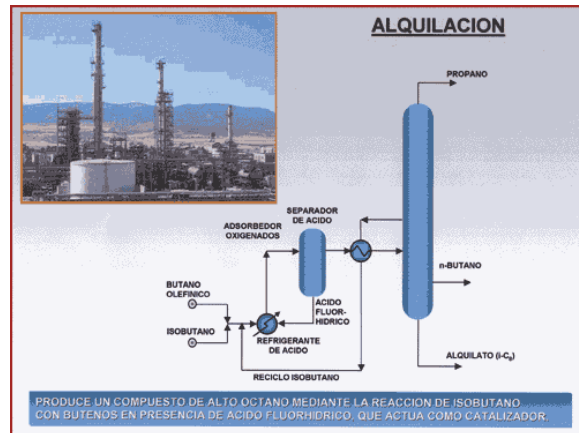 ALQUILACION
PROPANO
SEPARADOR
DE ACIDO
ADSORBEDOR
OXIGENADOS
BUTANO
OLEFINICO
ISOBUTANO
ACIDO
FLUOR-
HIDRICO
REFRIGERANTE
DE ACIDO
RECICLO ISOBUTANO
n-BUTANO
ALQUILATO (i-C₈)
PRODUCE UN COMPUESTO DE ALTO OCTANO MEDIANTE LA REACCION DE ISOBUTANO
CON BUTENOS EN PRESENCIA DE ACIDO FLUORHIDRICO, QUE ACTUA COMO CATALIZADOR.